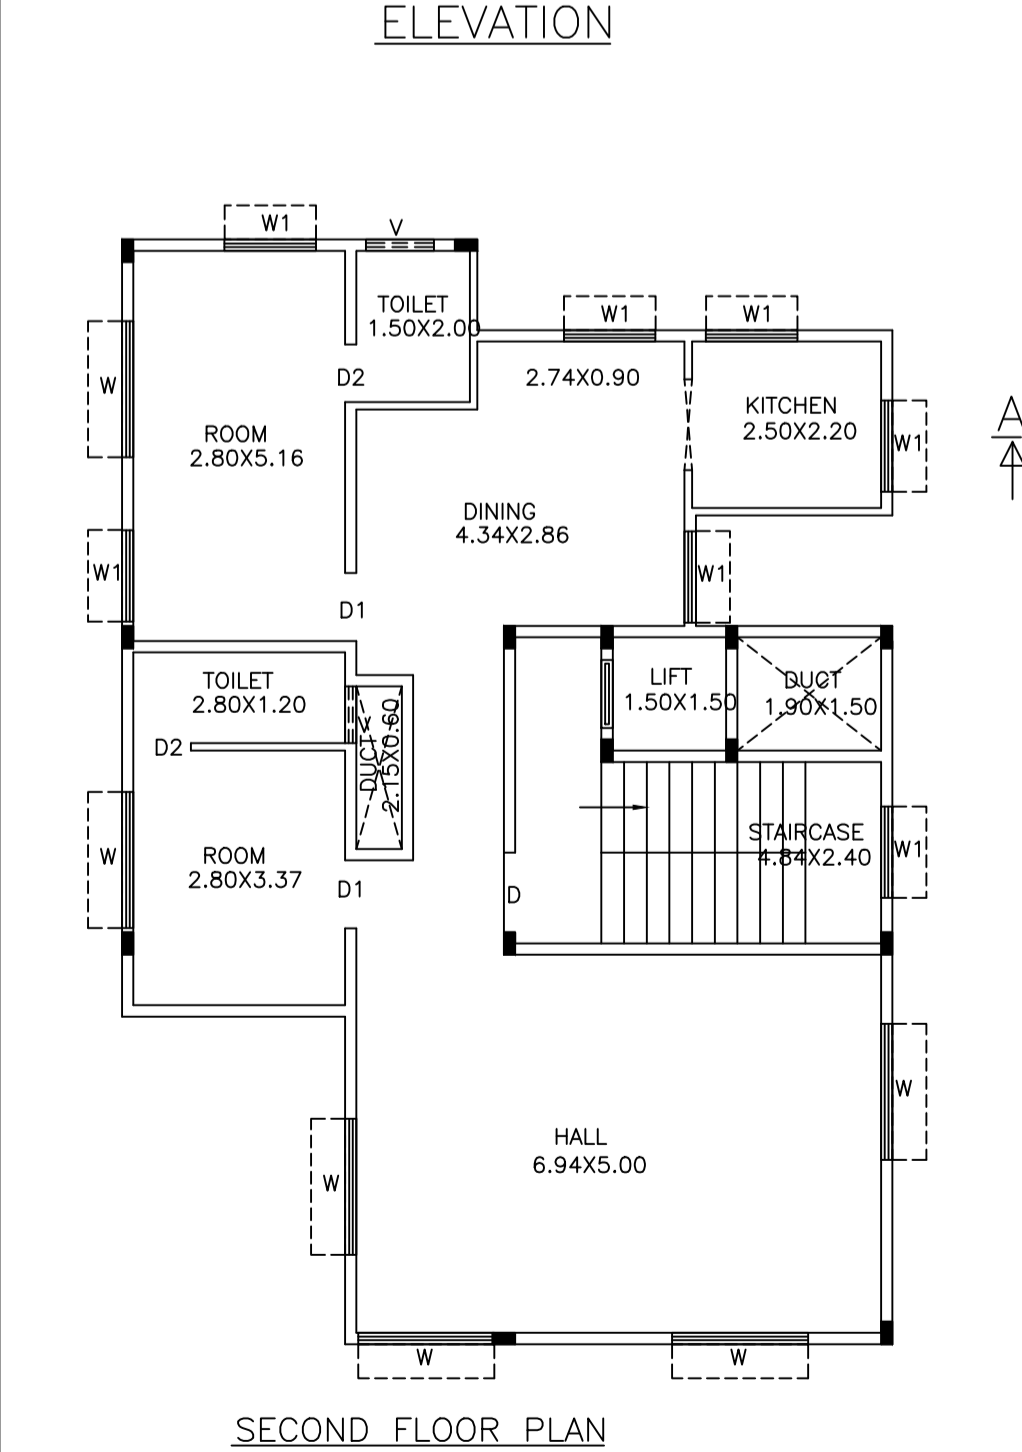 ELEVATION
W1
V
TOILET
1.50X2.00
W1
W1
W
D2
2.74X0.90
KITCHEN
2.50X2.20
A
W1
ROOM
2.80X5.16
DINING
4.34X2.86
W1
W1
D1
TOILET
2.80X1.20
V
DUCT
2.15X0.60
LIFT
1.50X1.50
DUCT
1.90X1.50
D2
W
ROOM
2.80X3.37
D1
D
STAIRCASE
4.84X2.40
W1
W
HALL
6.94X5.00
W
W
W
SECOND FLOOR PLAN